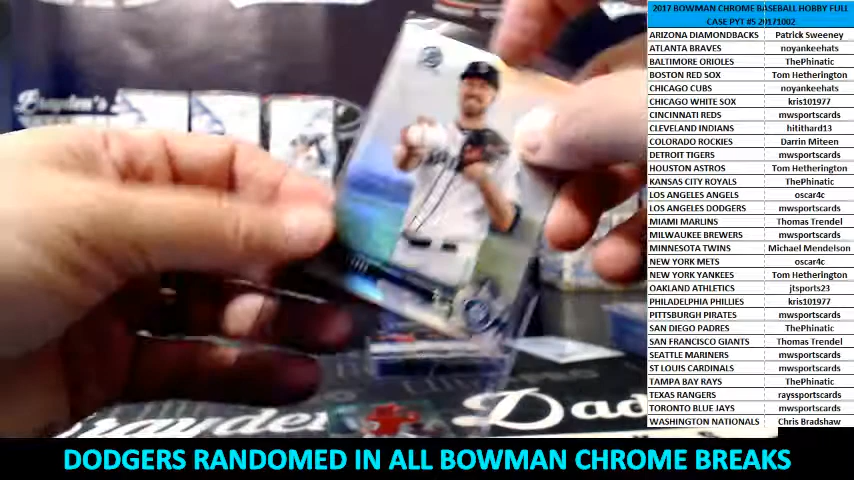 2017 BOWMAN CHROME BASEBALL HOBBY FULL
CASE PYT #5 20171002
ARIZONA DIAMONDBACKS Patrick Sweeney
ATLANTA BRAVES noyankeehats
BALTIMORE ORIOLES ThePhinatic
BOSTON RED SOX Tom Hetherington
CHICAGO CUBS noyankeehats
CHICAGO WHITE SOX kris101977
CINCINNATI REDS mwsportscards
CLEVELAND INDIANS hitithard13
COLORADO ROCKIES Darrin Miteen
DETROIT TIGERS mwsportscards
HOUSTON ASTROS Tom Hetherington
KANSAS CITY ROYALS ThePhinatic
LOS ANGELES ANGELS oscar4c
LOS ANGELES DODGERS mwsportscards
MIAMI MARLINS Thomas Trendel
MILWAUKEE BREWERS mwsportscards
MINNESOTA TWINS Michael Mendelson
NEW YORK METS oscar4c
NEW YORK YANKEES Tom Hetherington
OAKLAND ATHLETICS jtsports23
PHILADELPHIA PHILLIES kris101977
PITTSBURGH PIRATES mwsportscards
SAN DIEGO PADRES ThePhinatic
SAN FRANCISCO GIANTS Thomas Trendel
SEATTLE MARINERS mwsportscards
ST LOUIS CARDINALS mwsportscards
TAMPA BAY RAYS ThePhinatic
TEXAS RANGERS rayssportscards
TORONTO BLUE JAYS mwsportscards
WASHINGTON NATIONALS Chris Bradshaw
Brayden's
Brayden Dad
DODGERS RANDOMED IN ALL BOWMAN CHROME BREAKS